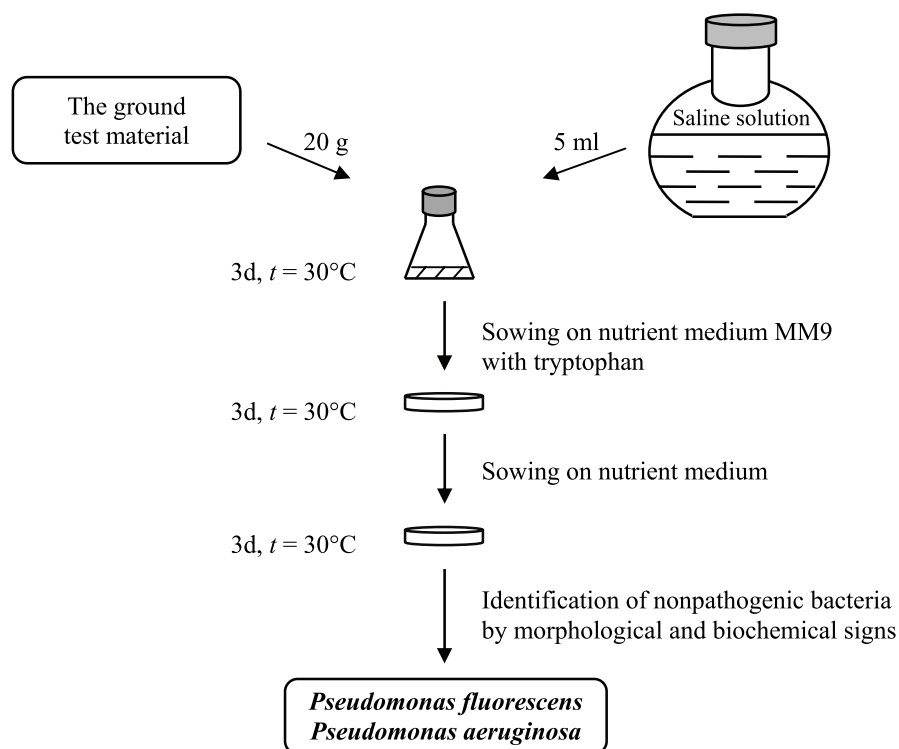 The ground
test material
20 g
5 ml
Saline solution
3d, t = 30°C
Sowing on nutrient medium MM9
with tryptophan
3d, t = 30°C
Sowing on nutrient medium
3d, t = 30°C
Identification of nonpathogenic bacteria
by morphological and biochemical signs
Pseudomonas fluorescens
Pseudomonas aeruginosa